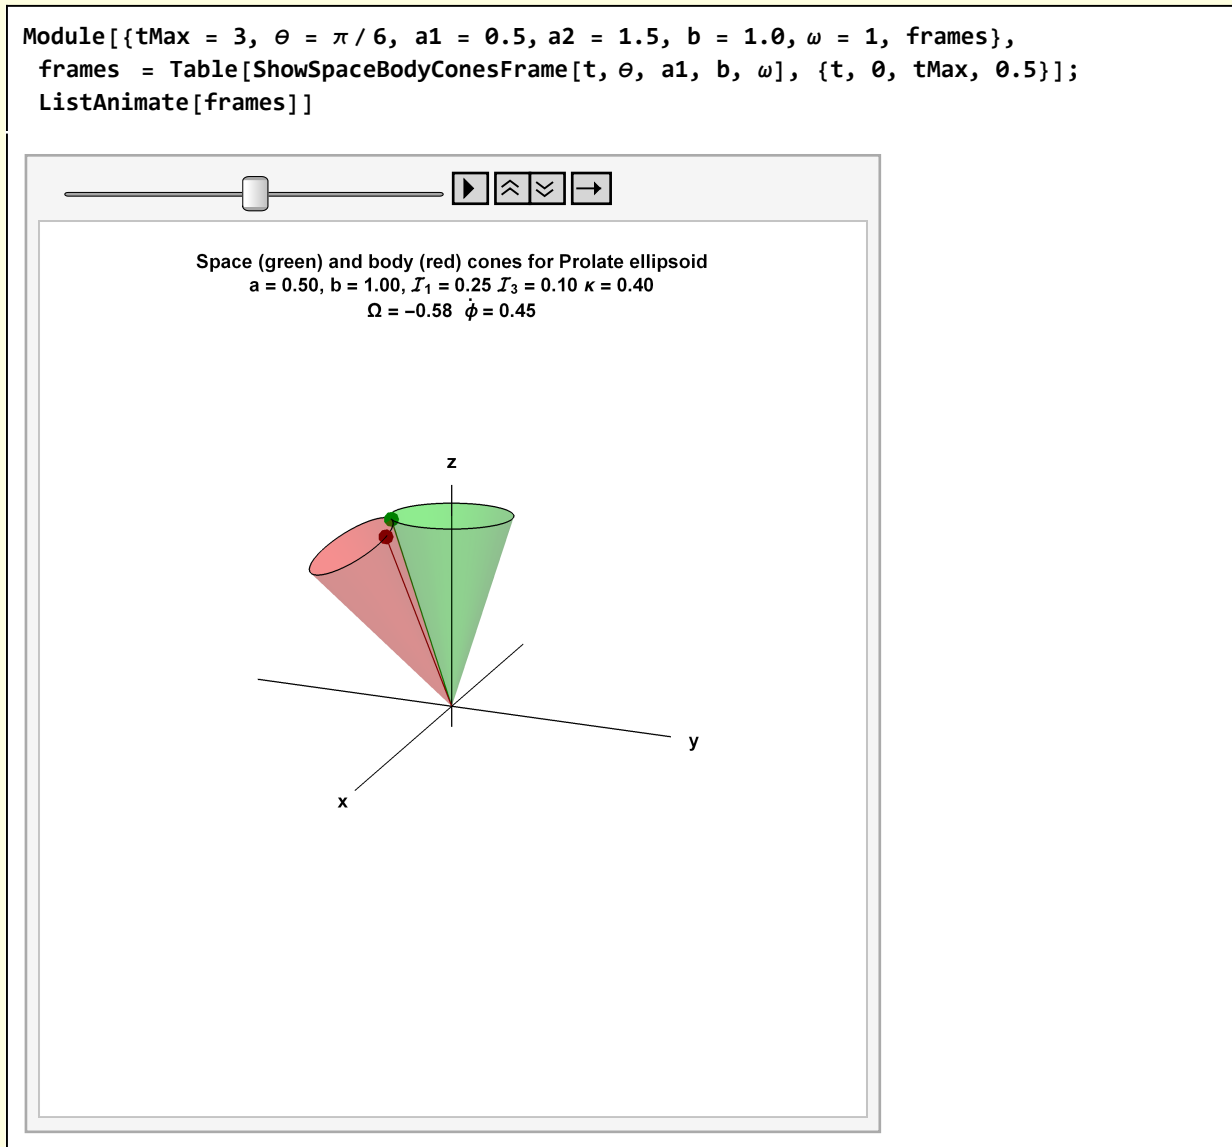 Module[{tMax = 3, θ = π / 6, a1 = 0.5, a2 = 1.5, b = 1.0, ω = 1, frames},
frames = Table[ShowSpaceBodyConesFrame[t, θ, a1, b, ω], {t, 0, tMax, 0.5}];
ListAnimate[frames]]
Space (green) and body (red) cones for Prolate ellipsoid
a = 0.50, b = 1.00, ℐ₁ = 0.25 ℐ₃ = 0.10 κ = 0.40
Ω = −0.58 ϕ̇ = 0.45
z
y
x